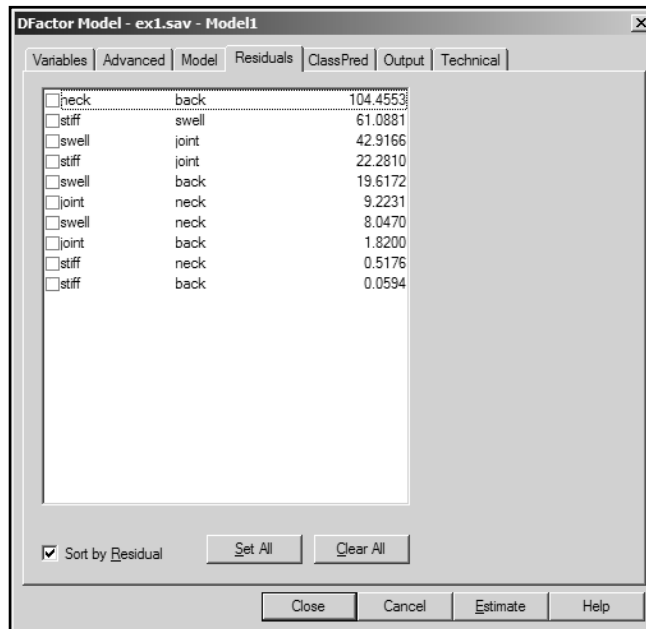 DFactor Model - ex1.sav - Model1
Variables Advanced Model Residuals ClassPred Output Technical
neck back 104.4553
stiff swell 61.0881
swell joint 42.9166
stiff joint 22.2810
swell back 19.6172
joint neck 9.2231
swell neck 8.0470
joint back 1.8200
stiff neck 0.5176
stiff back 0.0594
Sort by Residual Set All Clear All
Close Cancel Estimate Help